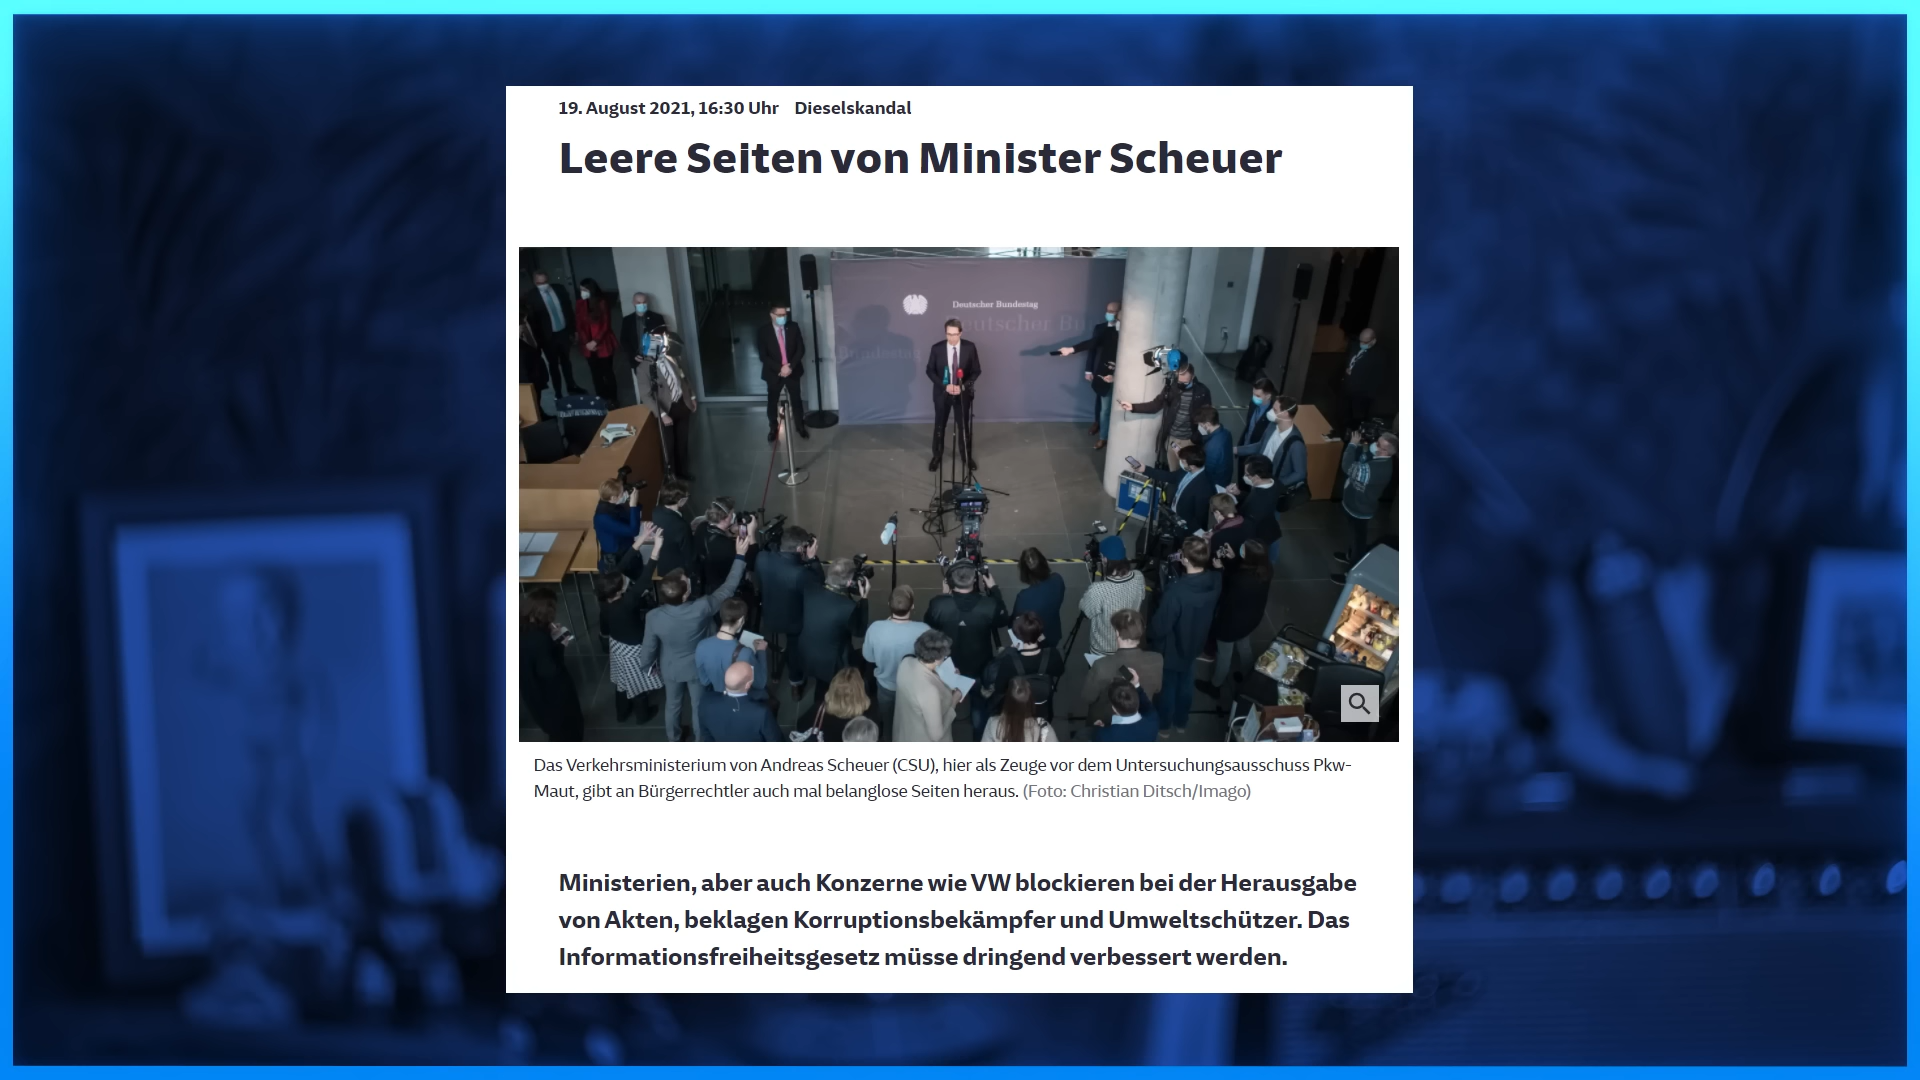 19. August 2021, 16:30 Uhr Dieselskandal
Leere Seiten von Minister Scheuer
Deutscher Bundestag
Deutscher Bu
Bundestag
Das Verkehrsministerium von Andreas Scheuer (CSU), hier als Zeuge vor dem Untersuchungsausschuss Pkw-
Maut, gibt an Bürgerrechtler auch mal belanglose Seiten heraus. (Foto: Christian Ditsch/Imago)
Ministerien, aber auch Konzerne wie VW blockieren bei der Herausgabe
von Akten, beklagen Korruptionsbekämpfer und Umweltschützer. Das
Informationsfreiheitsgesetz müsse dringend verbessert werden.